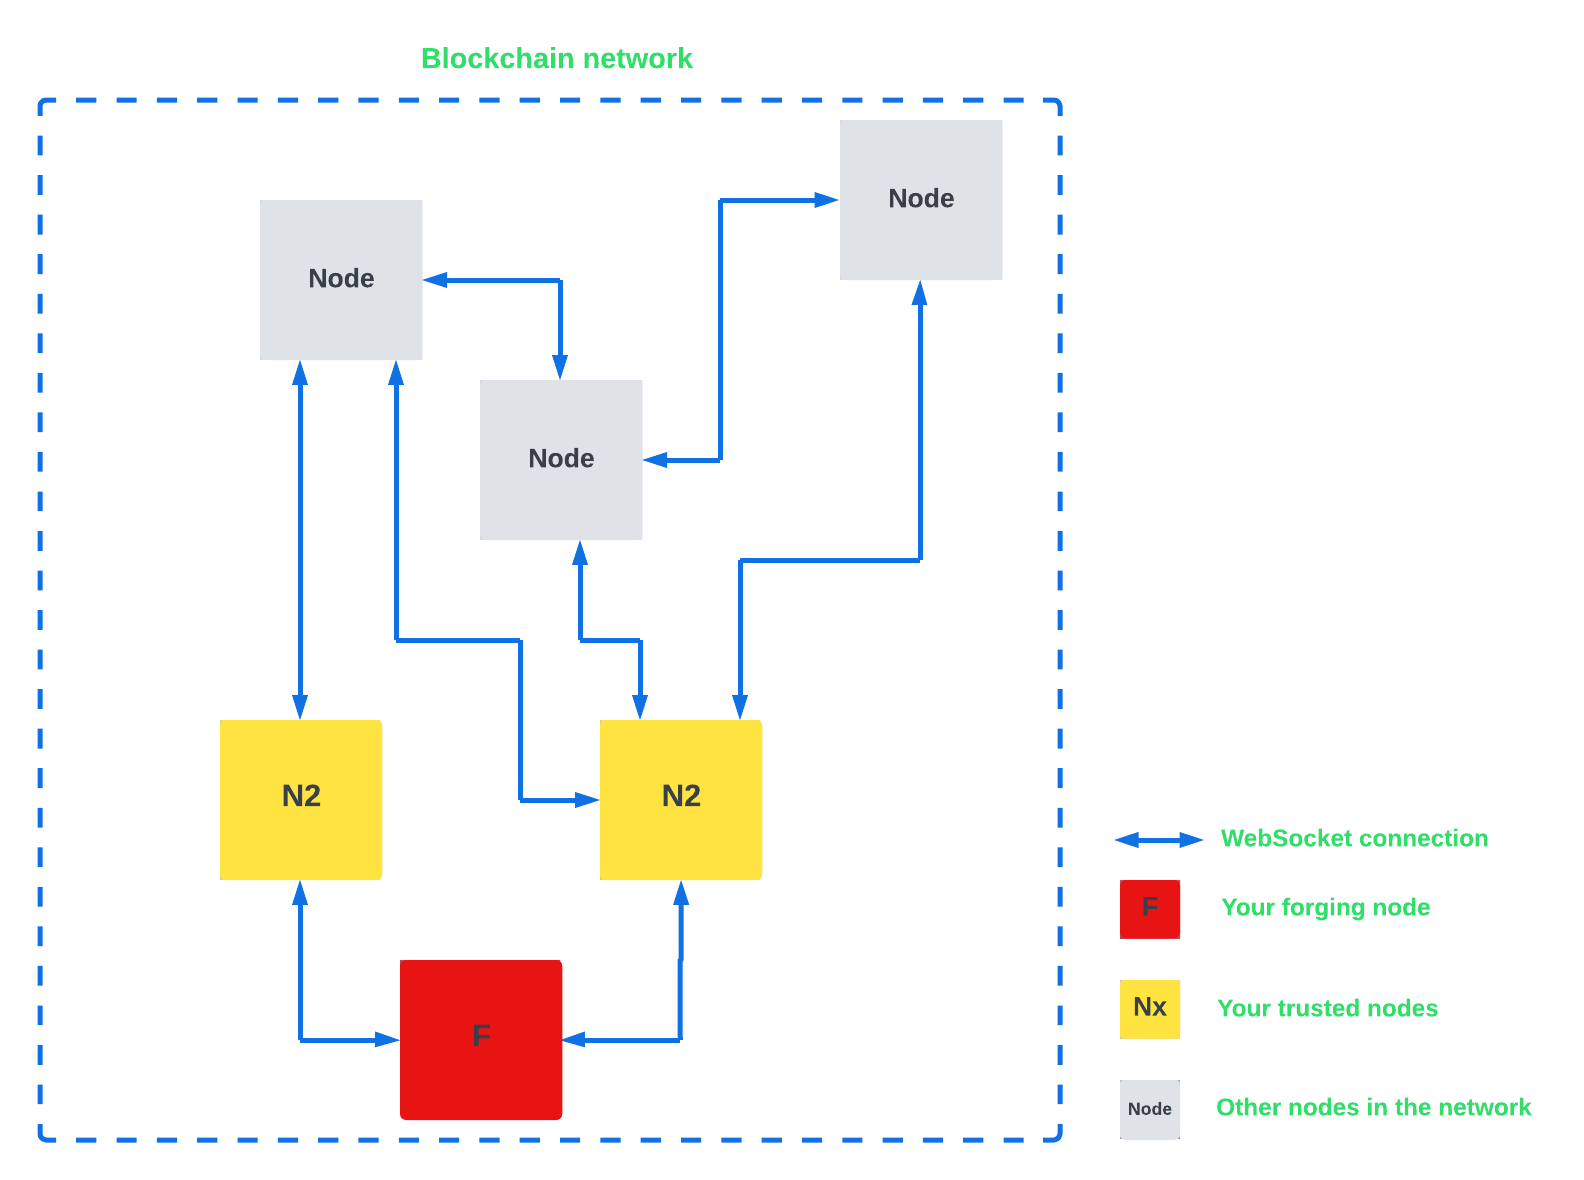 Blockchain network
Node
Node
Node
N2
N2
F
WebSocket connection
F
Your forging node
Nx
Your trusted nodes
Node
Other nodes in the network